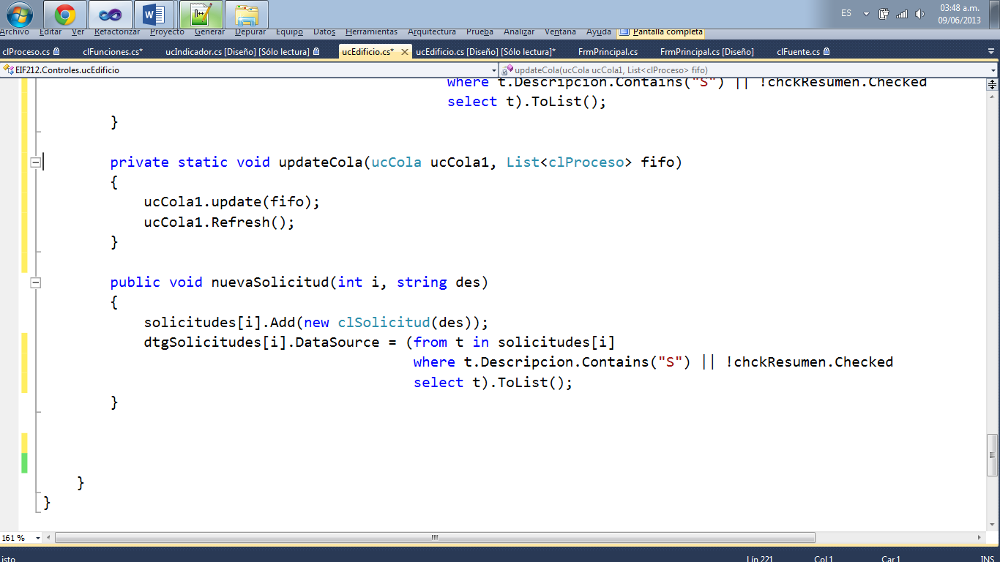 ES
03:48 a.m.
09/06/2013
Archivo Editar Ver Refactorizar Proyecto Generar Depurar Equipo Datos Herramientas Arquitectura Prueba Analizar Ventana Ayuda Pantalla completa
clProceso.cs clFunciones.cs* ucIndicador.cs [Diseño] [Sólo lectura] ucEdificio.cs* ucEdificio.cs [Diseño] [Sólo lectura]* FrmPrincipal.cs FrmPrincipal.cs [Diseño] clFuente.cs
EIF212.Controles.ucEdificio updateCola(ucCola ucCola1, List<clProceso> fifo)
where t.Descripcion.Contains("S") || !chckResumen.Checked
select t).ToList();
}
private static void updateCola(ucCola ucCola1, List<clProceso> fifo)
{
ucCola1.update(fifo);
ucCola1.Refresh();
}
public void nuevaSolicitud(int i, string des)
{
solicitudes[i].Add(new clSolicitud(des));
dtgSolicitudes[i].DataSource = (from t in solicitudes[i]
where t.Descripcion.Contains("S") || !chckResumen.Checked
select t).ToList();
}
}
}
161 %
isto Lín 221 Col 1 Car 1 INS